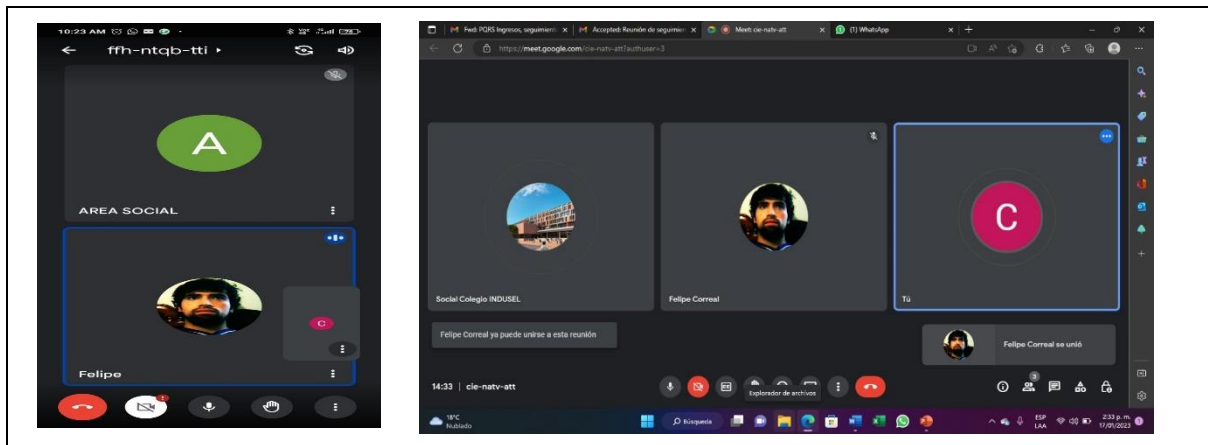 10:23 AM
ffh-ntqb-tti
A
AREA SOCIAL
C
Felipe
Fwd: PQRS Ingresos, seguimient
Accepted: Reunión de seguimien
Meet: cie-natv-att
(1) WhatsApp
https://meet.google.com/cie-natv-att?authuser=3
C
Social Colegio INDUSEL
Felipe Correal
Tú
Felipe Correal ya puede unirse a esta reunión
Felipe Correal se unió
14:33 | cie-natv-att
Explorador de archivos
3
18°C
Nublado
Búsqueda
ESP
LAA
2:33 p. m.
17/01/2023